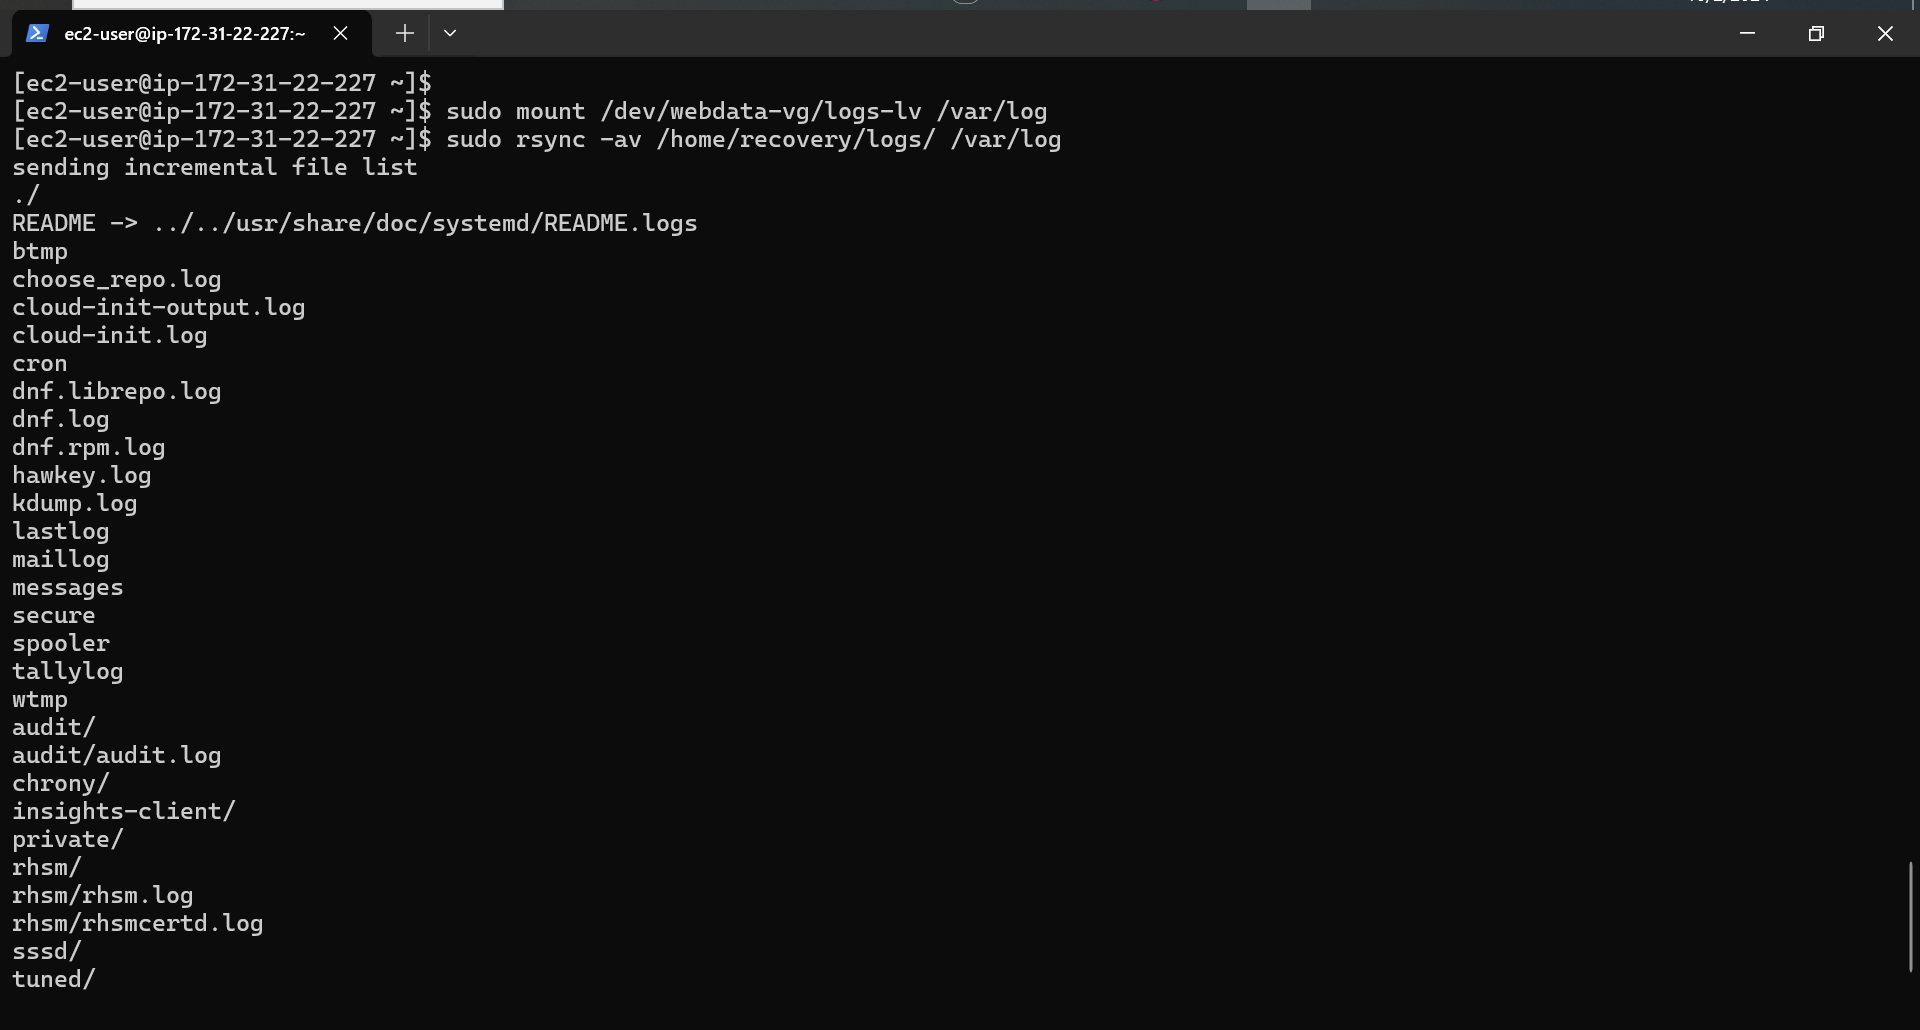 ec2-user@ip-172-31-22-227:~
[ec2-user@ip-172-31-22-227 ~]$
[ec2-user@ip-172-31-22-227 ~]$ sudo mount /dev/webdata-vg/logs-lv /var/log
[ec2-user@ip-172-31-22-227 ~]$ sudo rsync -av /home/recovery/logs/ /var/log
sending incremental file list
./
README -> ../../usr/share/doc/systemd/README.logs
btmp
choose_repo.log
cloud-init-output.log
cloud-init.log
cron
dnf.librepo.log
dnf.log
dnf.rpm.log
hawkey.log
kdump.log
lastlog
maillog
messages
secure
spooler
tallylog
wtmp
audit/
audit/audit.log
chrony/
insights-client/
private/
rhsm/
rhsm/rhsm.log
rhsm/rhsmcertd.log
sssd/
tuned/